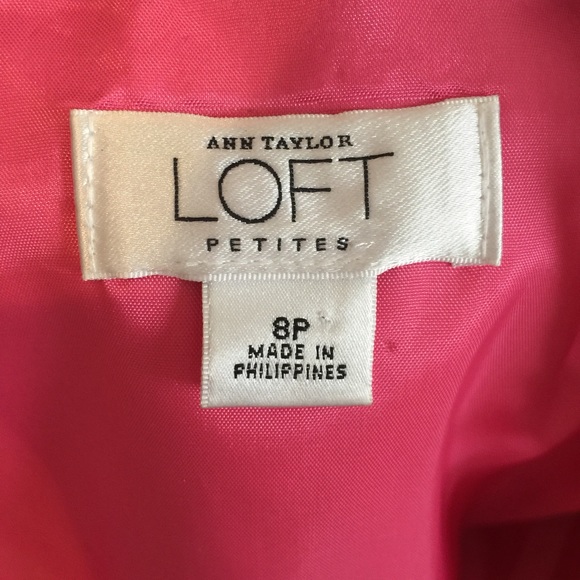 ANN TAYLOR
LOFT
PETITES
8P
MADE IN
PHILIPPINES